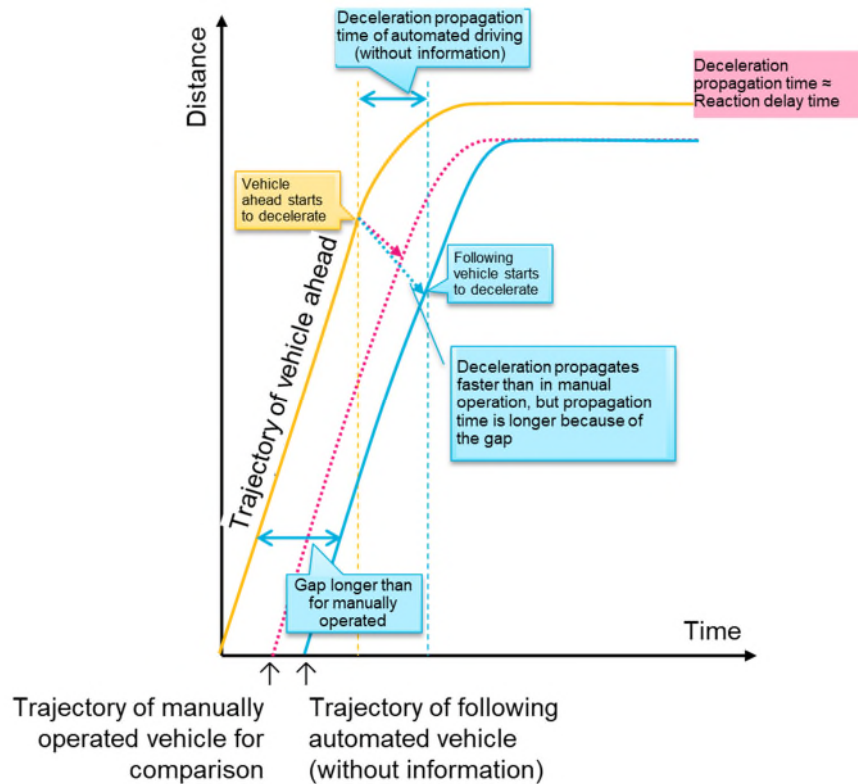 Deceleration propagation
time of automated driving
(without information)
Distance
Deceleration
propagation time ≈
Reaction delay time
Vehicle
ahead starts
to decelerate
Trajectory of vehicle ahead
Following
vehicle starts
to decelerate
Deceleration propagates
faster than in manual
operation, but propagation
time is longer because of
the gap
Gap longer than
for manually
operated
Time
Trajectory of manually
operated vehicle for
comparison
Trajectory of following
automated vehicle
(without information)